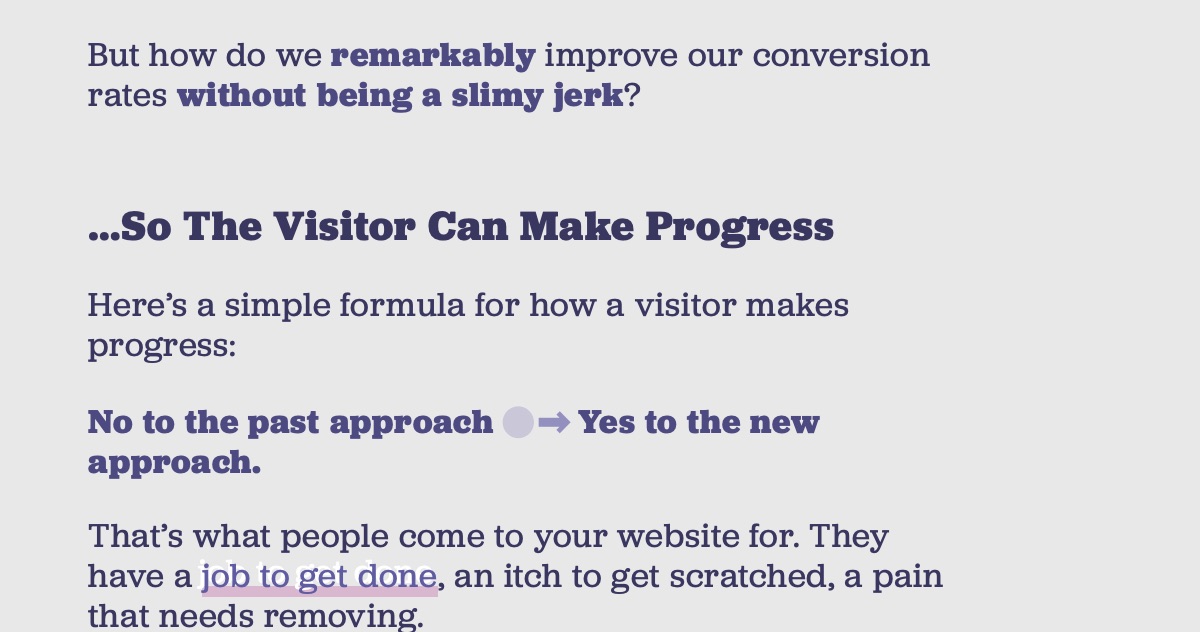 But how do we remarkably improve our conversion
rates without being a slimy jerk?
...So The Visitor Can Make Progress
Here’s a simple formula for how a visitor makes
progress:
No to the past approach ➡ Yes to the new
approach.
That’s what people come to your website for. They
have a job to get done, an itch to get scratched, a pain
that needs removing.